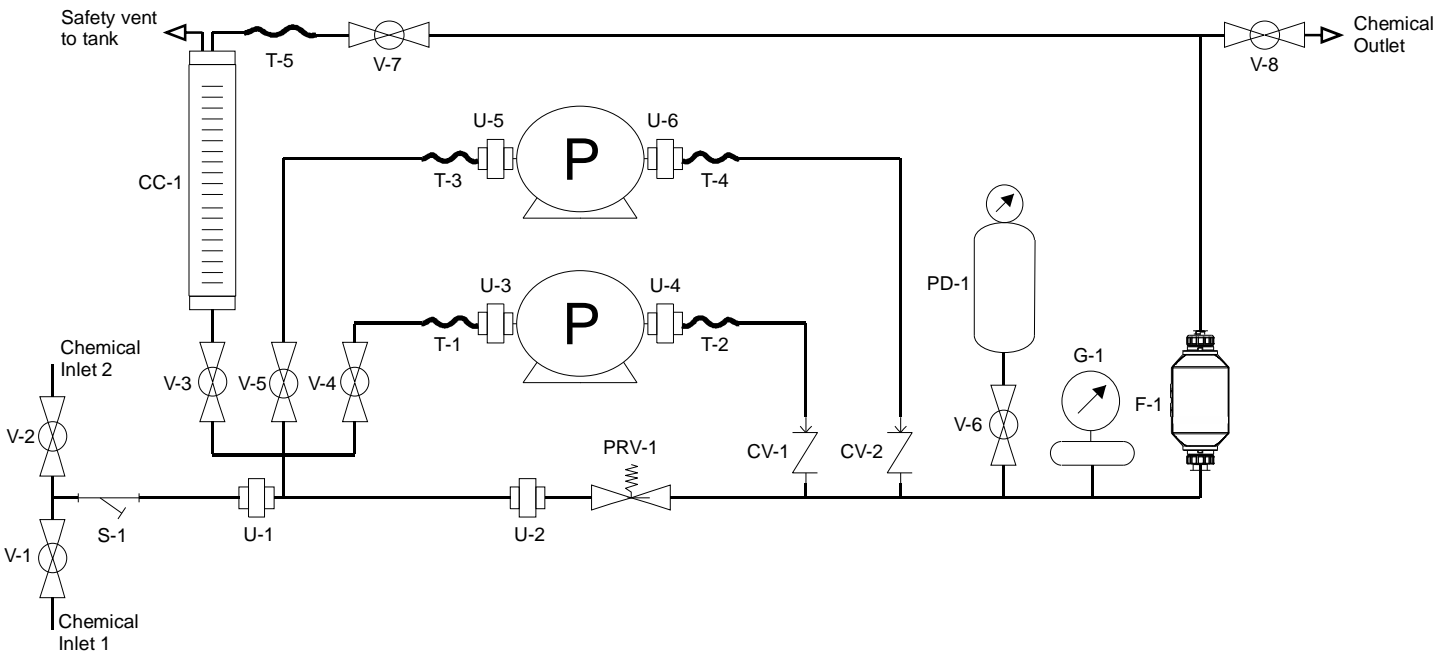 Safety vent
to tank
T-5
V-7
V-8
Chemical
Outlet
CC-1
U-5
P
U-6
T-3
T-4
U-3
P
U-4
T-1
T-2
PD-1
G-1
F-1
Chemical
Inlet 2
V-3
V-5
V-4
V-2
V-6
PRV-1
CV-1
CV-2
S-1
U-1
U-2
V-1
Chemical
Inlet 1